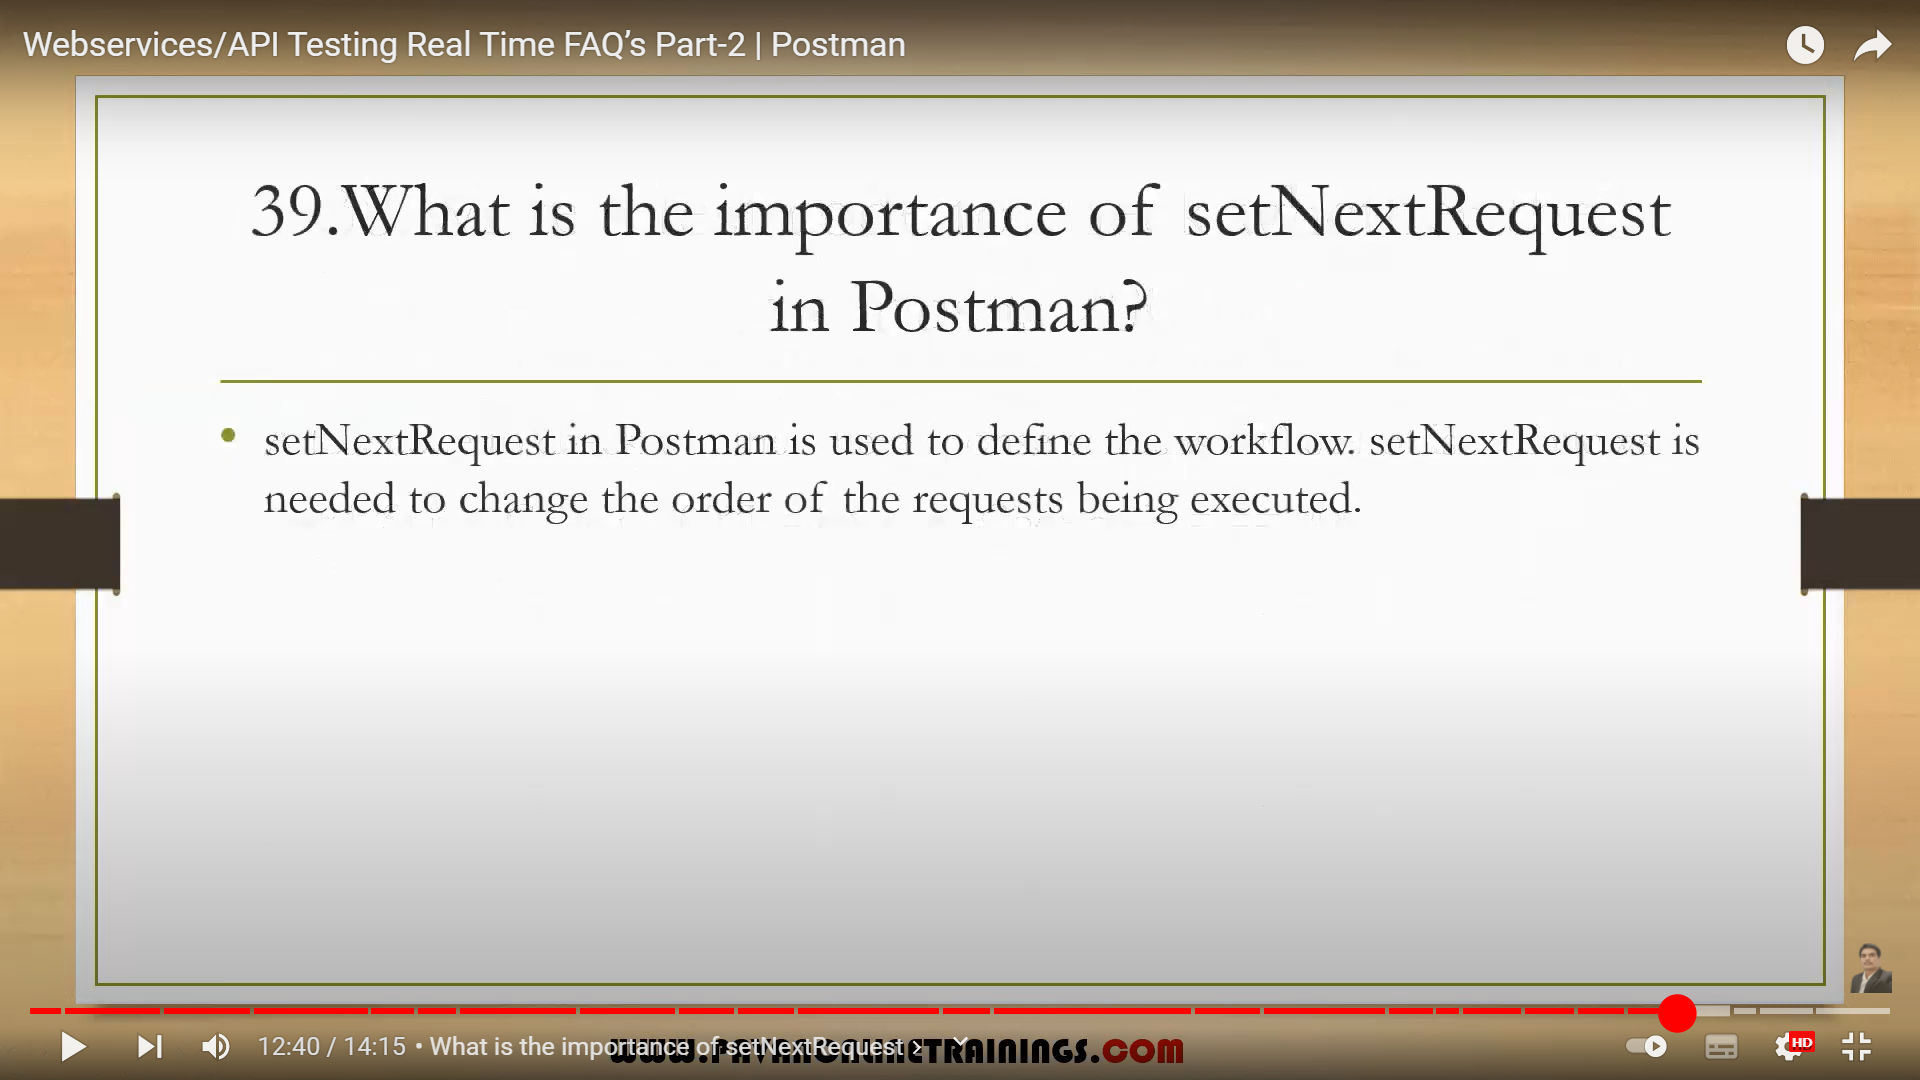 Webservices/API Testing Real Time FAQ’s Part-2 | Postman
39.What is the importance of setNextRequest
in Postman?
setNextRequest in Postman is used to define the workflow. setNextRequest is
needed to change the order of the requests being executed.
12:40 / 14:15 • What is the importance of setNextRequest
www.PAVANONLINETRAININGS.COM
HD